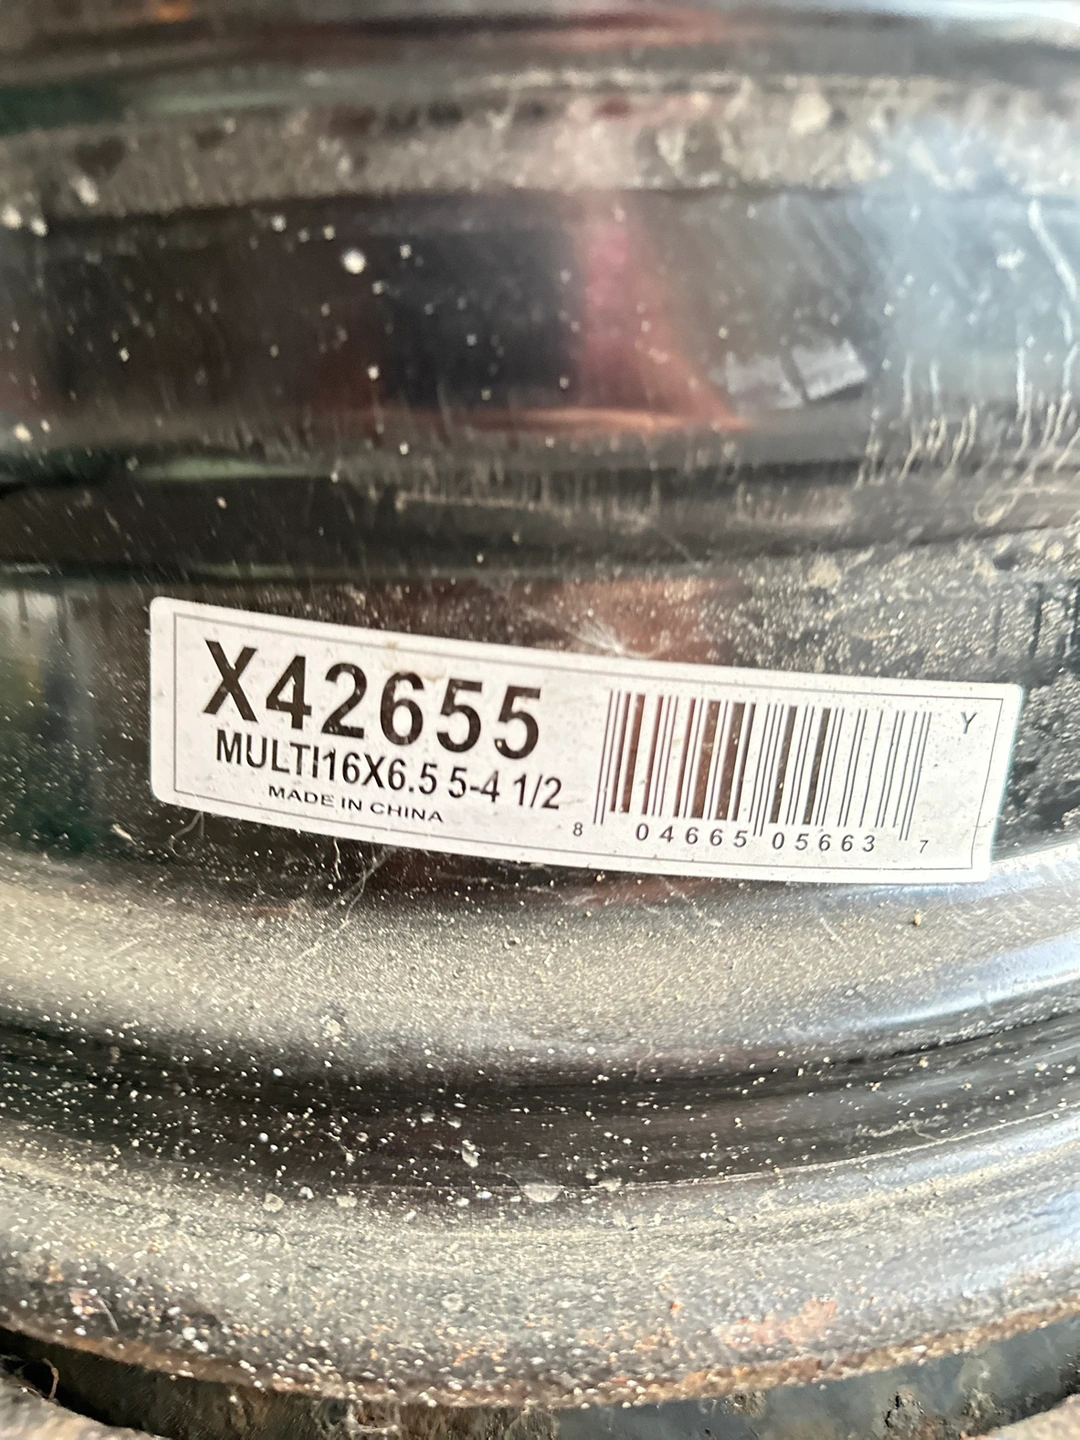 X42655
MULTI16X6.5 5-4 1/2
MADE IN CHINA
Y
8 04665 05663 7